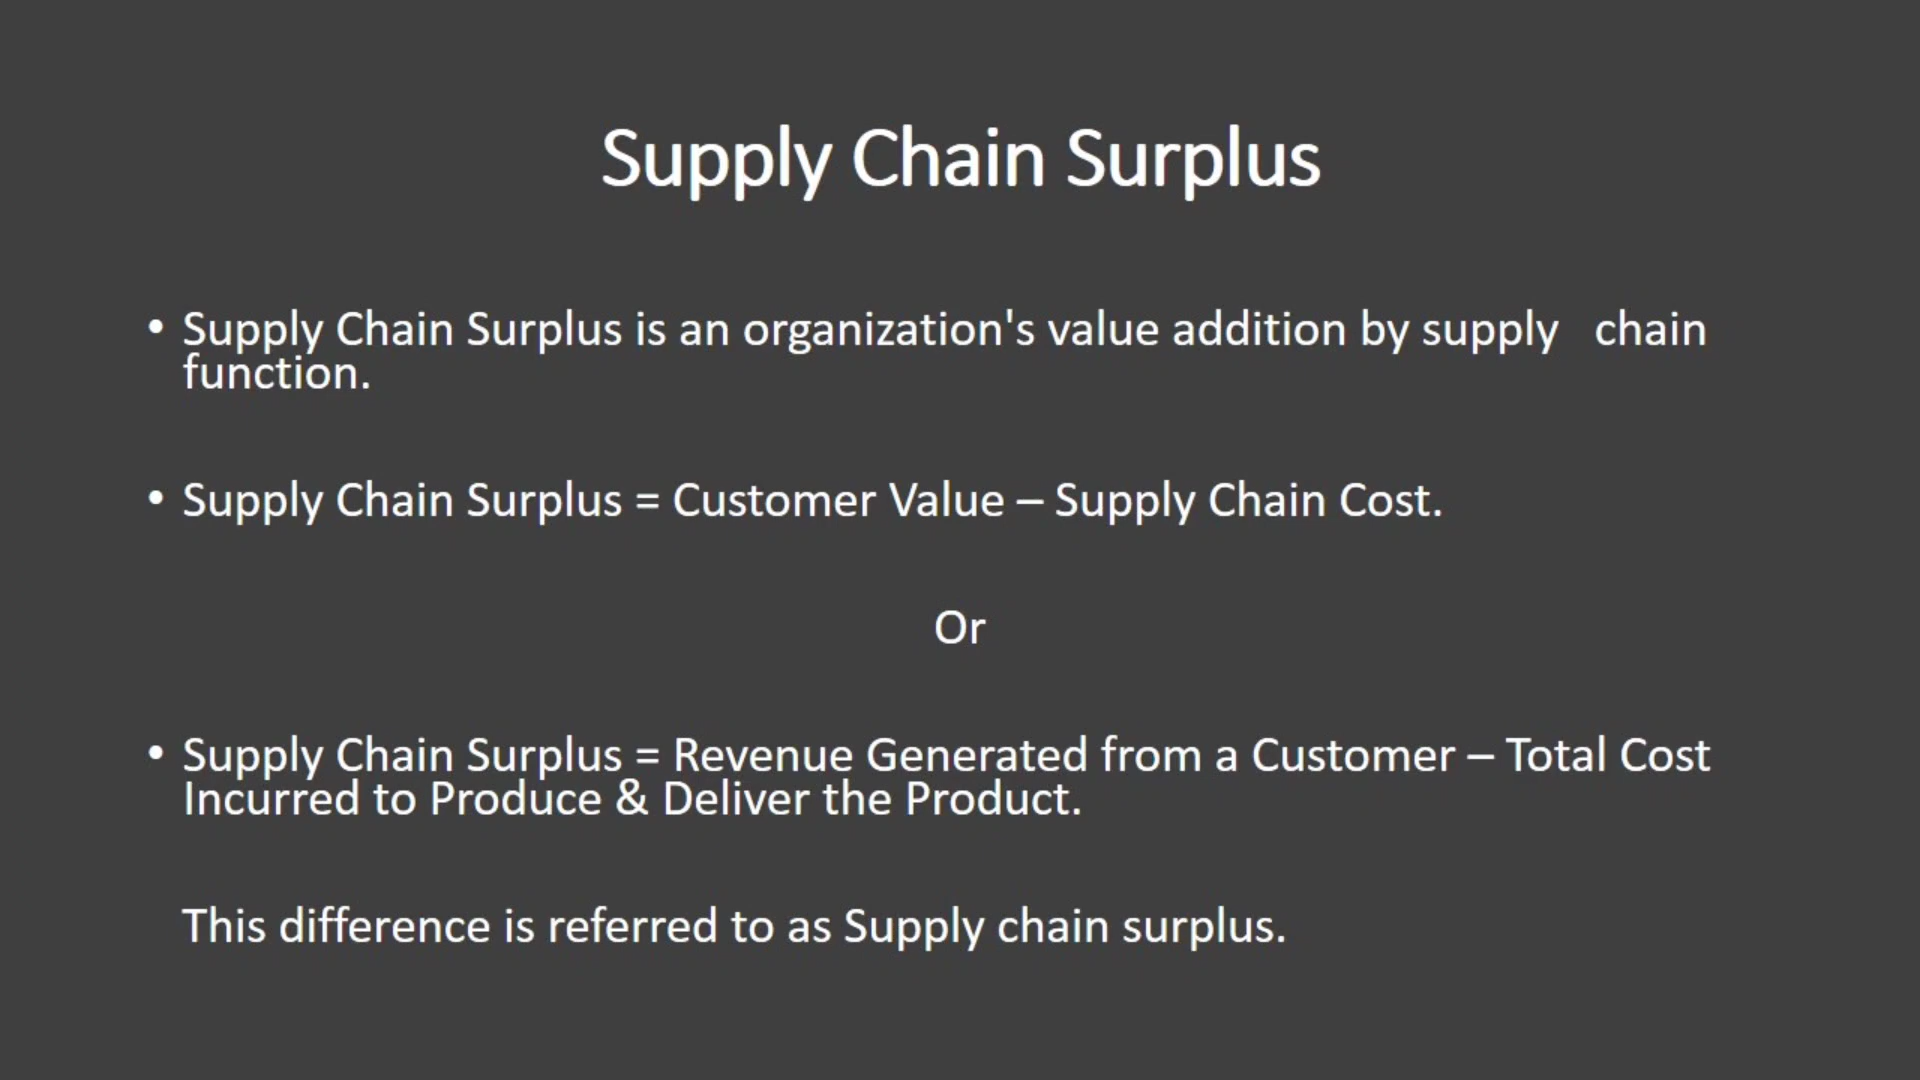 Supply Chain Surplus
• Supply Chain Surplus is an organization's value addition by supply   chain
function.
• Supply Chain Surplus = Customer Value – Supply Chain Cost.
Or
• Supply Chain Surplus = Revenue Generated from a Customer – Total Cost
Incurred to Produce & Deliver the Product.
This difference is referred to as Supply chain surplus.